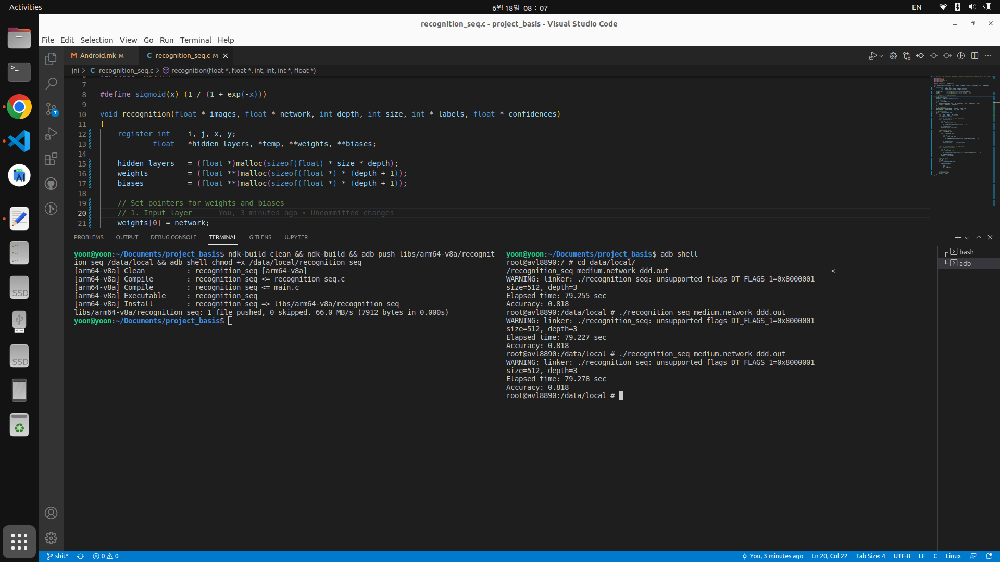 Activities
6월 18일 08 : 07
EN
recognition_seq.c - project_basis - Visual Studio Code
File Edit Selection View Go Run Terminal Help
M Android.mk M
C recognition_seq.c M
jni > C recognition_seq.c > recognition(float *, float *, int, int, int *, float *)
7
8 #define sigmoid(x) (1 / (1 + exp(-x)))
9
10 void recognition(float * images, float * network, int depth, int size, int * labels, float * confidences)
11 {
12 register int i, j, x, y;
13 float *hidden_layers, *temp, **weights, **biases;
14
15 hidden_layers = (float *)malloc(sizeof(float) * size * depth);
16 weights = (float **)malloc(sizeof(float *) * (depth + 1));
17 biases = (float **)malloc(sizeof(float *) * (depth + 1));
18
19 // Set pointers for weights and biases
20 // 1. Input layer You, 3 minutes ago • Uncommitted changes
21 weights[0] = network;
7
PROBLEMS OUTPUT DEBUG CONSOLE TERMINAL GITLENS JUPYTER
yoon@yoon:~/Documents/project_basis$ ndk-build clean && ndk-build && adb push libs/arm64-v8a/recognit
ion_seq /data/local && adb shell chmod +x /data/local/recognition_seq
[arm64-v8a] Clean : recognition_seq [arm64-v8a]
[arm64-v8a] Compile : recognition_seq <= recognition_seq.c
[arm64-v8a] Compile : recognition_seq <= main.c
[arm64-v8a] Executable : recognition_seq
[arm64-v8a] Install : recognition_seq => libs/arm64-v8a/recognition_seq
libs/arm64-v8a/recognition_seq: 1 file pushed, 0 skipped. 66.0 MB/s (7912 bytes in 0.000s)
yoon@yoon:~/Documents/project_basis$
yoon@yoon:~/Documents/project_basis$ adb shell
root@avl8890:/ # cd data/local/
/recognition_seq medium.network ddd.out <
WARNING: linker: ./recognition_seq: unsupported flags DT_FLAGS_1=0x8000001
size=512, depth=3
Elapsed time: 79.255 sec
Accuracy: 0.818
root@avl8890:/data/local # ./recognition_seq medium.network ddd.out
WARNING: linker: ./recognition_seq: unsupported flags DT_FLAGS_1=0x8000001
size=512, depth=3
Elapsed time: 79.227 sec
Accuracy: 0.818
root@avl8890:/data/local # ./recognition_seq medium.network ddd.out
WARNING: linker: ./recognition_seq: unsupported flags DT_FLAGS_1=0x8000001
size=512, depth=3
Elapsed time: 79.278 sec
Accuracy: 0.818
root@avl8890:/data/local #
bash
adb
SSD
SSD
shit* 0 0
You, 3 minutes ago Ln 20, Col 22 Tab Size: 4 UTF-8 LF C Linux